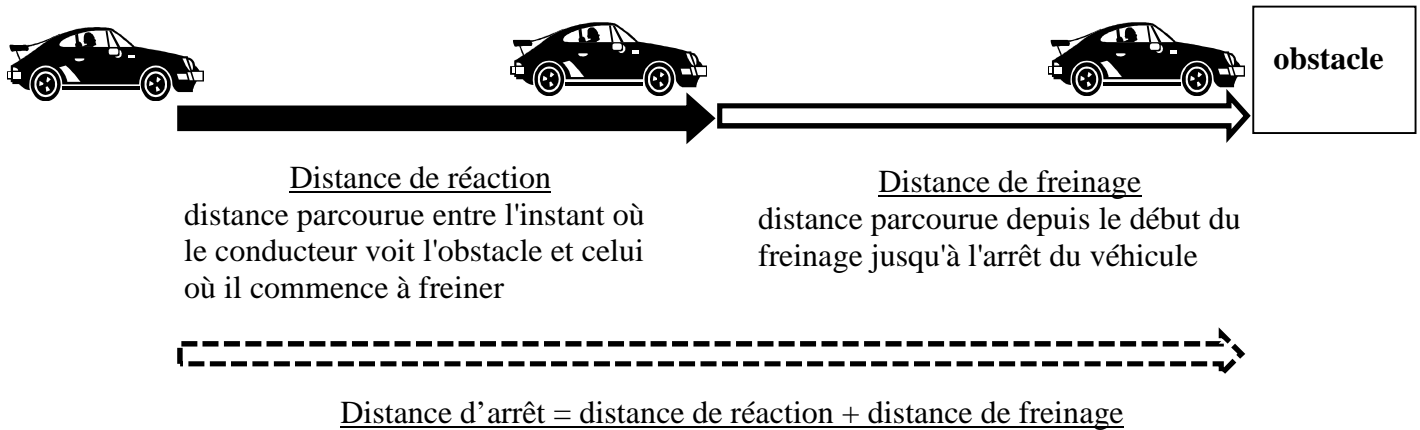 obstacle
Distance de réaction
distance parcourue entre l'instant où
le conducteur voit l'obstacle et celui
où il commence à freiner
Distance de freinage
distance parcourue depuis le début du
freinage jusqu'à l'arrêt du véhicule
Distance d’arrêt = distance de réaction + distance de freinage